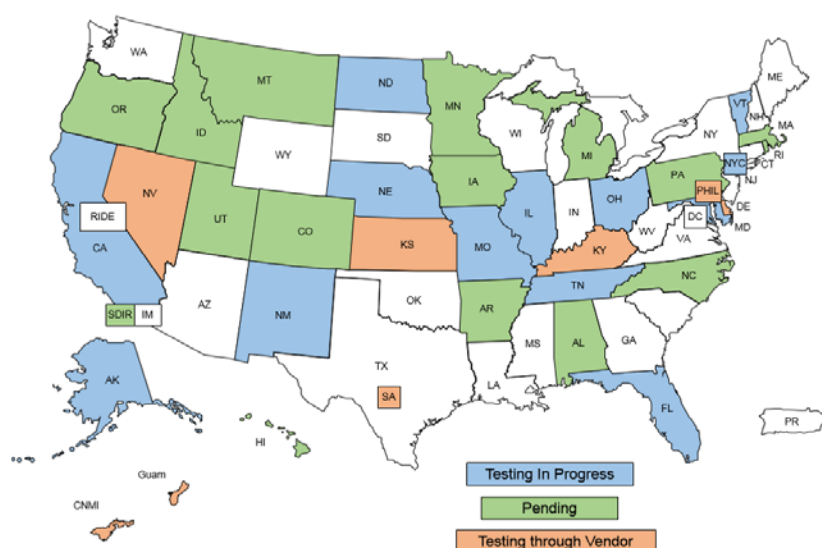 WA
MT
ND
MN
ME
OR
ID
SD
WI
VT
NH
MA
NY
WY
MI
RI
CT
NYC
NJ
IA
PA
NE
PHIL
NV
IL
IN
OH
DE
RIDE
UT
CO
DC
MD
WV
VA
CA
KS
MO
KY
NC
TN
SDIR
IM
AZ
NM
OK
AR
MS
AL
GA
TX
LA
SA
AK
FL
HI
PR
Guam
CNMI
Testing In Progress
Pending
Testing through Vendor